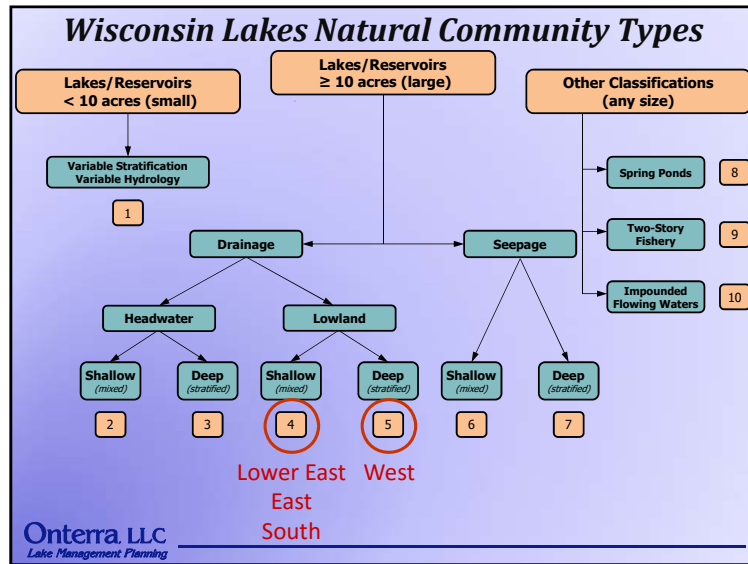 Wisconsin Lakes Natural Community Types
Lakes/Reservoirs
< 10 acres (small)
Lakes/Reservoirs
≥ 10 acres (large)
Other Classifications
(any size)
Variable Stratification
Variable Hydrology
1
Spring Ponds
8
Two-Story
Fishery
9
Impounded
Flowing Waters
10
Drainage
Seepage
Headwater
Lowland
Shallow
(mixed)
Deep
(stratified)
Shallow
(mixed)
Deep
(stratified)
Shallow
(mixed)
Deep
(stratified)
2
3
4
5
6
7
Lower East
East
South
West
Onterra, LLC
Lake Management Planning